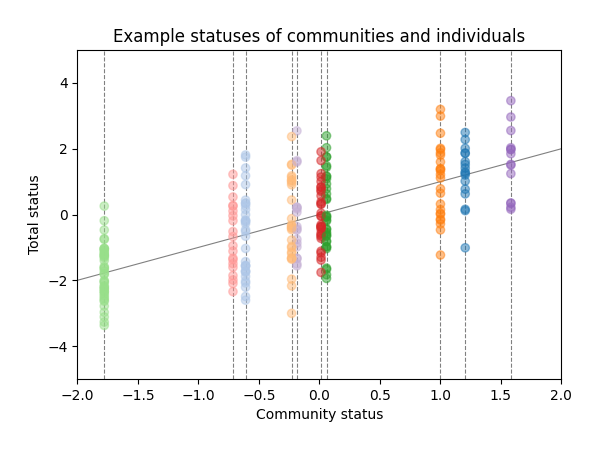 Example statuses of communities and individuals
4
2
0
−2
−4
Total status
−2.0 −1.5 −1.0 −0.5 0.0 0.5 1.0 1.5 2.0
Community status